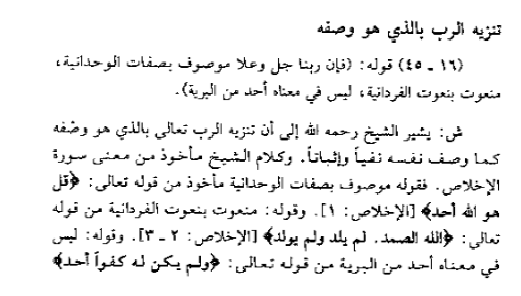 تنزيه الرب بالذي هو وصفه
(١٦ ـ ٤٥) قوله: (فإن ربنا جل وعلا موصوف بصفات الوحدانية،
منعوت بنعوت الفردانية، ليس في معناه أحد من البرية).
ش: يشير الشيخ رحمه الله إلى أن تنزيه الرب تعالى بالذي هو وصْفه
كما وصف نفسه نفياً وإثباتاً. وكلام الشيخ مأخوذ من معنى سورة
الإخلاص. فقوله موصوف بصفات الوحدانية مأخوذ من قوله تعالى: ﴿قل
هو الله أحد﴾ [الإخلاص: ١]. وقوله: منعوت بنعوت الفردانية من قوله
تعالى: ﴿الله الصمد. لم يلد ولم يولد﴾ [الإخلاص: ٢ ـ ٣]. وقوله: ليس
في معناه أحد من البرية من قوله تعالى: ﴿ولم يكن له كفواً أحد﴾